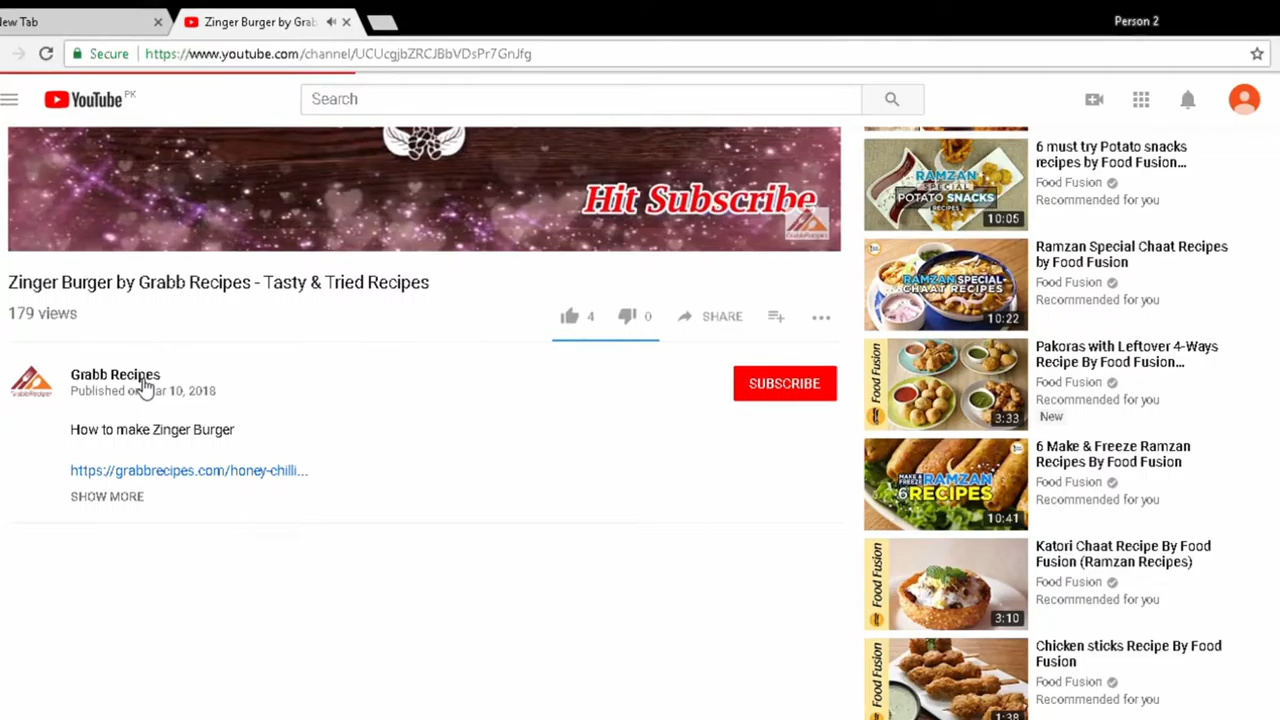 New Tab
Zinger Burger by Grab
Person 2
Secure
https://www.youtube.com/channel/UCUcgjbZRCJBbVDsPr7GnJfg
YouTube PK
Search
Hit Subscribe
GrabbRecipes
Zinger Burger by Grabb Recipes - Tasty & Tried Recipes
179 views
4
0
SHARE
Grabb Recipes
Published on Mar 10, 2018
SUBSCRIBE
How to make Zinger Burger
https://grabbrecipes.com/honey-chilli...
SHOW MORE
RAMZAN
SPECIAL
POTATO SNACKS
RECIPES
10:05
6 must try Potato snacks
recipes by Food Fusion...
Food Fusion
Recommended for you
RAMZAN SPECIAL
CHAAT RECIPES
10:22
Ramzan Special Chaat Recipes
by Food Fusion
Food Fusion
Recommended for you
Food Fusion
3:33
Pakoras with Leftover 4-Ways
Recipe By Food Fusion...
Food Fusion
Recommended for you
New
MAKE &
FREEZE
RAMZAN
6 RECIPES
10:41
6 Make & Freeze Ramzan
Recipes By Food Fusion
Food Fusion
Recommended for you
Food Fusion
3:10
Katori Chaat Recipe By Food
Fusion (Ramzan Recipes)
Food Fusion
Recommended for you
Food Fusion
1:38
Chicken sticks Recipe By Food
Fusion
Food Fusion
Recommended for you